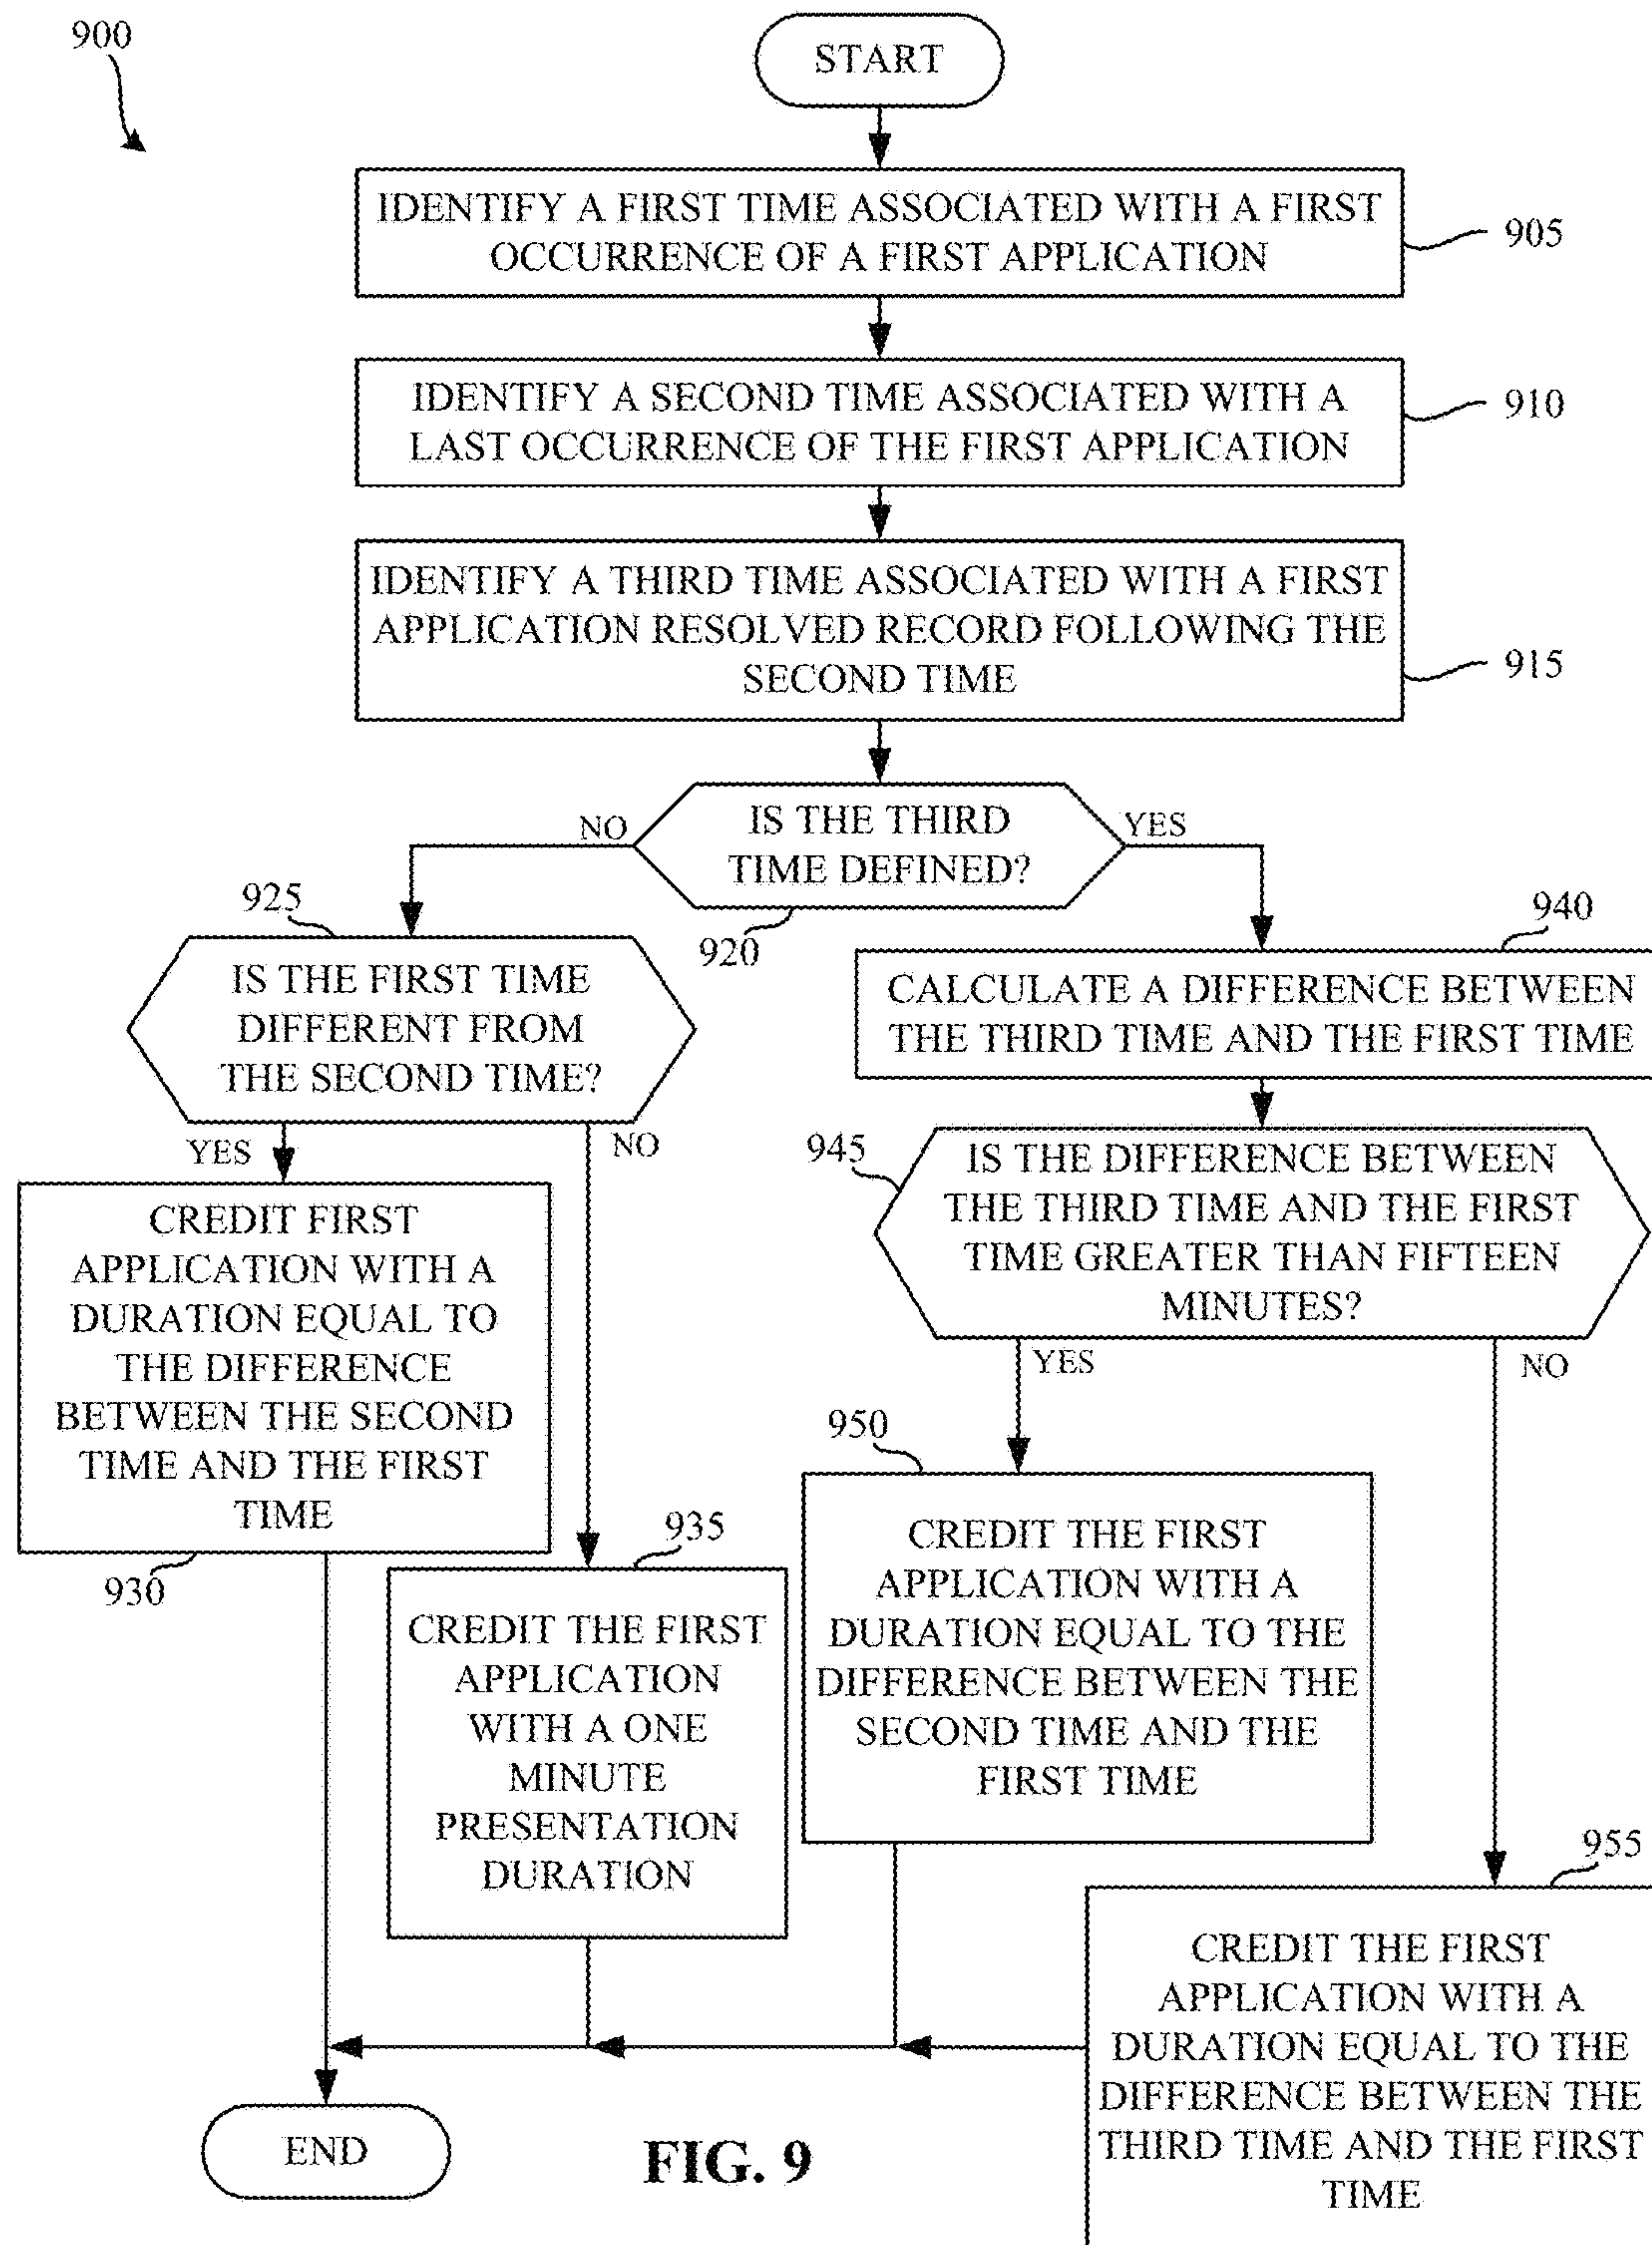 900
START
IDENTIFY A FIRST TIME ASSOCIATED WITH A FIRST
OCCURRENCE OF A FIRST APPLICATION
905
IDENTIFY A SECOND TIME ASSOCIATED WITH A
LAST OCCURRENCE OF THE FIRST APPLICATION
910
IDENTIFY A THIRD TIME ASSOCIATED WITH A FIRST
APPLICATION RESOLVED RECORD FOLLOWING THE
SECOND TIME
915
IS THE THIRD
TIME DEFINED?
NO
YES
920
925
IS THE FIRST TIME
DIFFERENT FROM
THE SECOND TIME?
YES
NO
940
CALCULATE A DIFFERENCE BETWEEN
THE THIRD TIME AND THE FIRST TIME
945
IS THE DIFFERENCE BETWEEN
THE THIRD TIME AND THE FIRST
TIME GREATER THAN FIFTEEN
MINUTES?
YES
NO
CREDIT FIRST
APPLICATION WITH A
DURATION EQUAL TO
THE DIFFERENCE
BETWEEN THE SECOND
TIME AND THE FIRST
TIME
930
935
CREDIT THE FIRST
APPLICATION
WITH A ONE
MINUTE
PRESENTATION
DURATION
950
CREDIT THE FIRST
APPLICATION WITH A
DURATION EQUAL TO THE
DIFFERENCE BETWEEN THE
SECOND TIME AND THE
FIRST TIME
955
CREDIT THE FIRST
APPLICATION WITH A
DURATION EQUAL TO THE
DIFFERENCE BETWEEN THE
THIRD TIME AND THE FIRST
TIME
END
FIG. 9